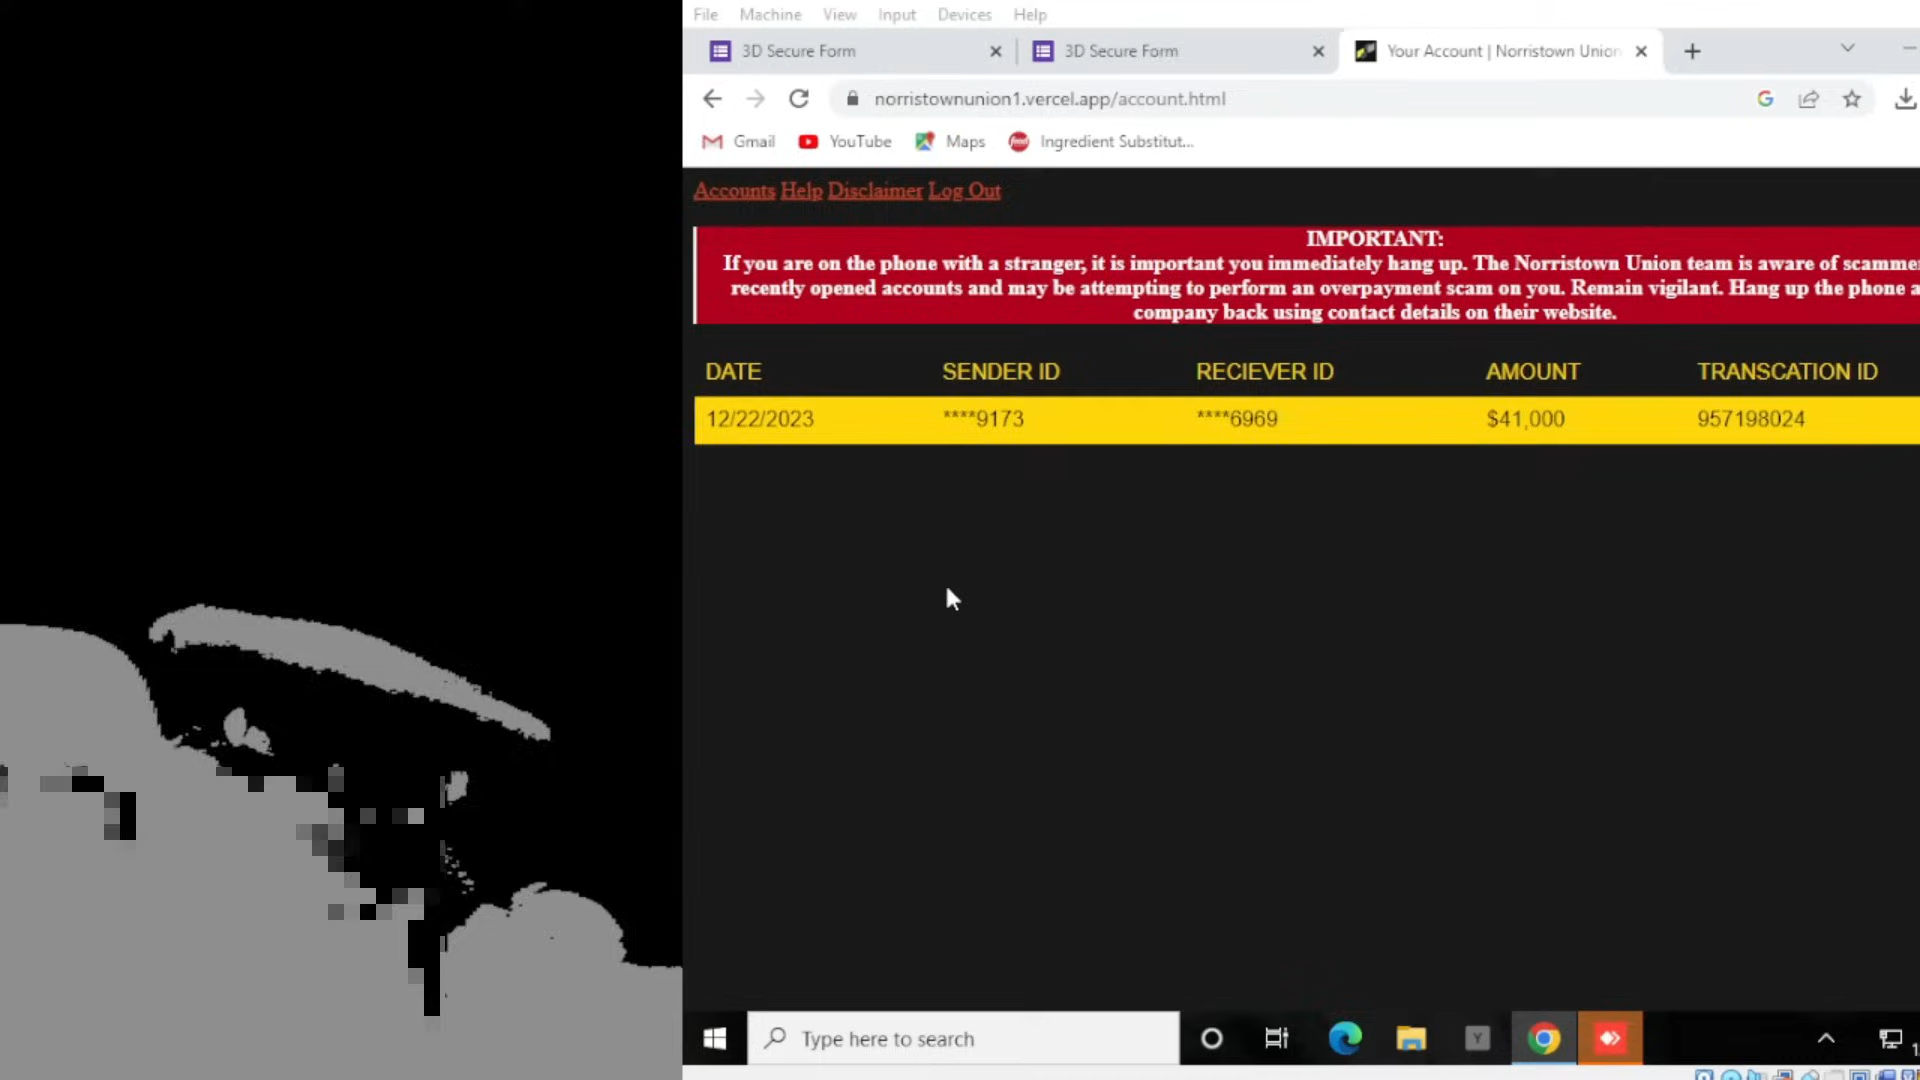 File Machine View Input Devices Help
3D Secure Form 3D Secure Form Your Account | Norristown Union
norristownunion1.vercel.app/account.html
Gmail YouTube Maps Ingredient Substitut...
Accounts Help Disclaimer Log Out
IMPORTANT:
If you are on the phone with a stranger, it is important you immediately hang up. The Norristown Union team is aware of scammer
recently opened accounts and may be attempting to perform an overpayment scam on you. Remain vigilant. Hang up the phone a
company back using contact details on their website.
DATE SENDER ID RECIEVER ID AMOUNT TRANSCATION ID
12/22/2023 ****9173 ****6969 $41,000 957198024
Type here to search